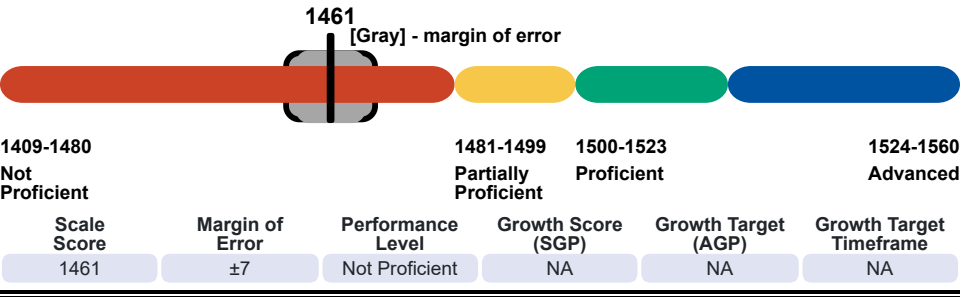 1461
[Gray] - margin of error
1409-1480 1481-1499 1500-1523 1524-1560
Not Partially Proficient Advanced
Proficient Proficient
Scale Margin of Performance Growth Score Growth Target Growth Target
Score Error Level (SGP) (AGP) Timeframe
1461 ±7 Not Proficient NA NA NA